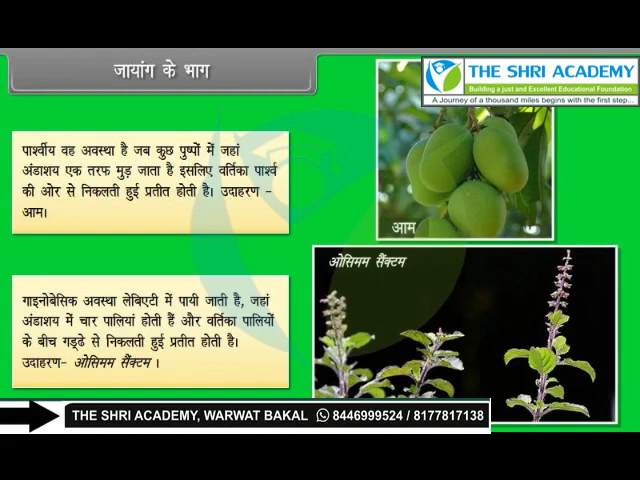 जायांग के भाग
THE SHRI ACADEMY
Building a just and Excellent Educational Foundation
A Journey of a thousand miles begins with the first step...
पार्श्वीय वह अवस्था है जब कुछ पुष्पों में जहां
अंडाशय एक तरफ मुड़ जाता है इसलिए वर्तिका पार्श्व
की ओर से निकलती हुई प्रतीत होती है। उदाहरण -
आम।
आम
ओसिमम सैंक्टम
गाइनोबेसिक अवस्था लेबिएटी में पायी जाती है, जहां
अंडाशय में चार पालियां होती हैं और वर्तिका पालियों
के बीच गड्ढे से निकलती हुई प्रतीत होती है।
उदाहरण- ओसिमम सैंक्टम ।
THE SHRI ACADEMY, WARWAT BAKAL 8446999524 / 8177817138